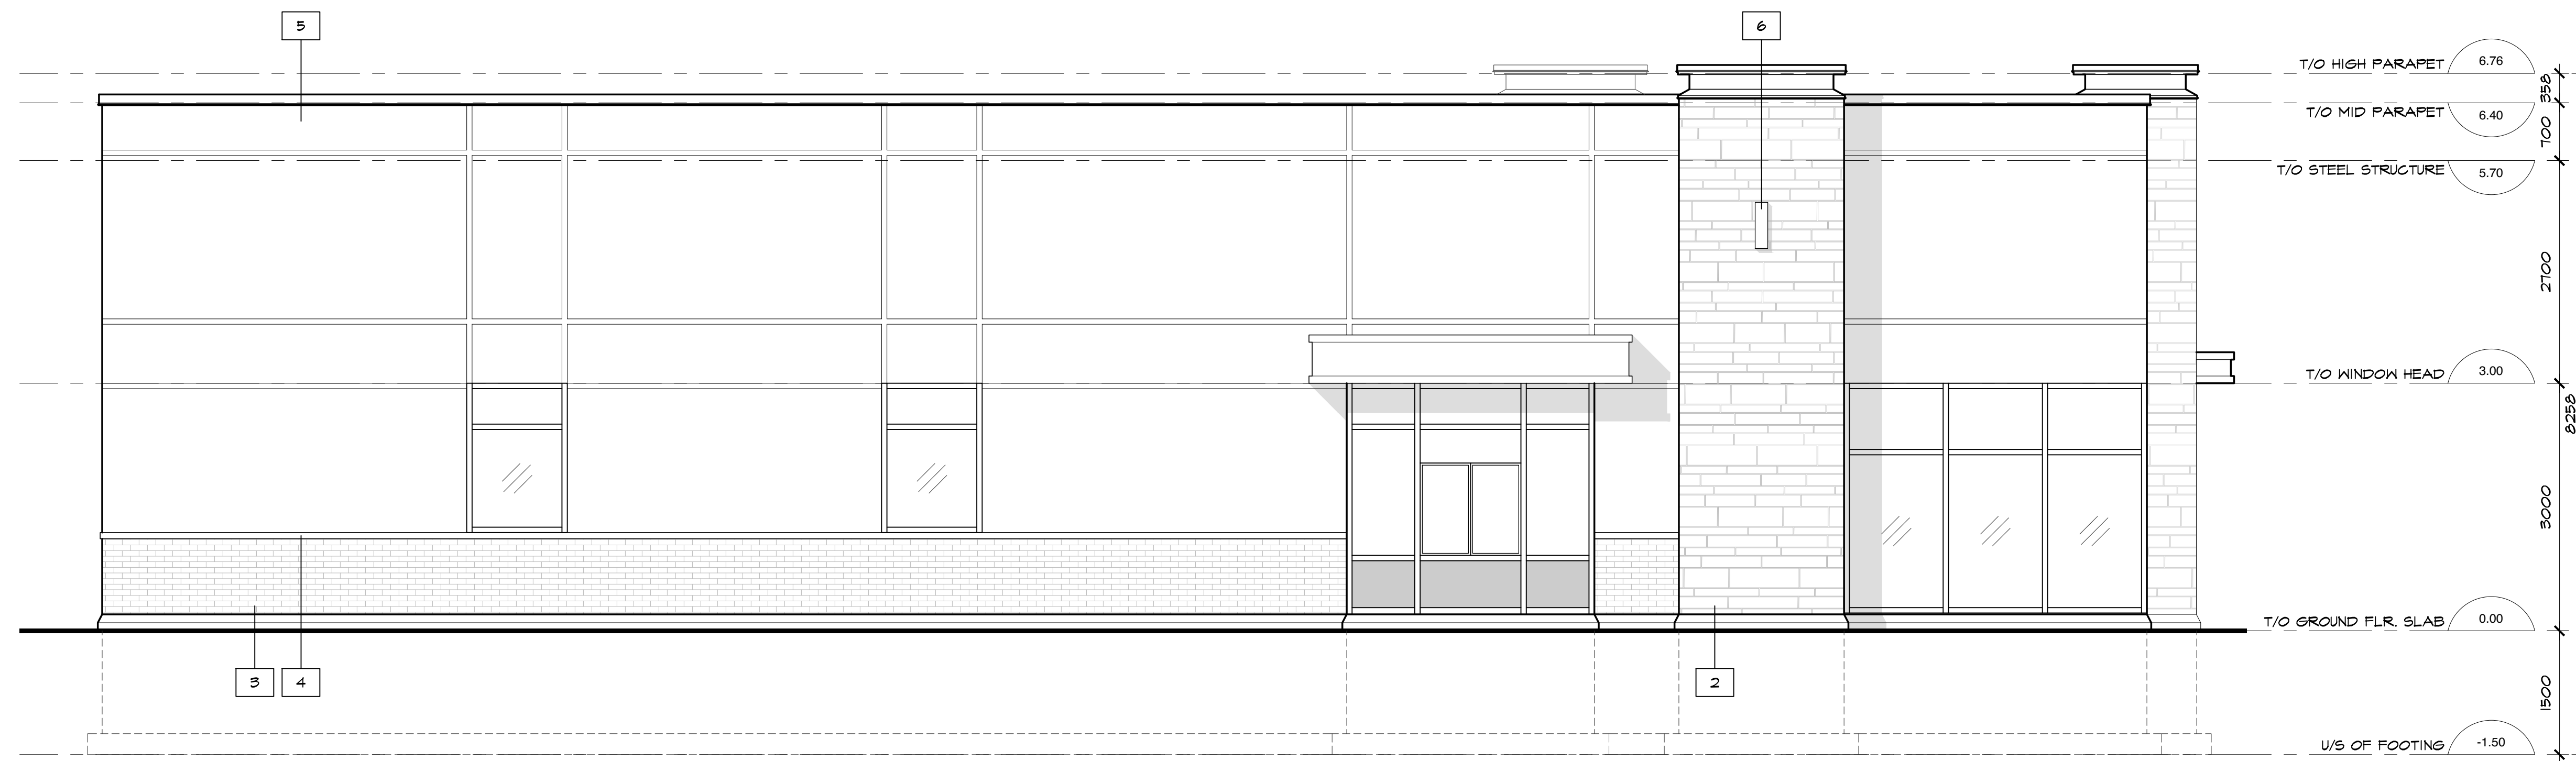 5
6
T/O HIGH PARAPET 6.76
358
T/O MID PARAPET 6.40
700
T/O STEEL STRUCTURE 5.70
2700
T/O WINDOW HEAD 3.00
8258
3000
T/O GROUND FLR. SLAB 0.00
3
4
2
1500
U/S OF FOOTING -1.50